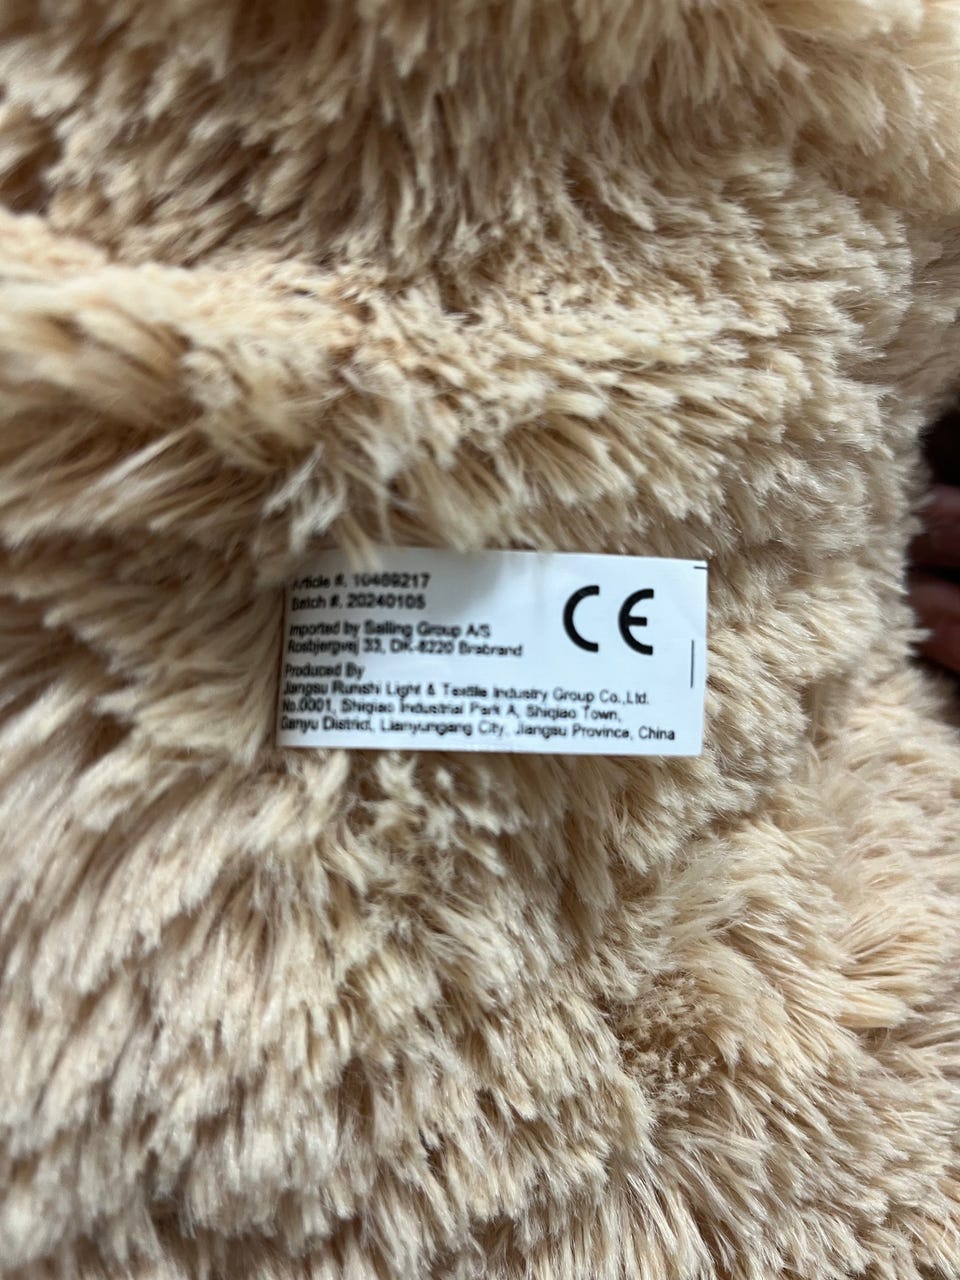 Article #. 10489217
Batch #. 20240105
CE
Imported by Salling Group A/S
Rosbjergvej 33, DK-8220 Brabrand
Produced By
Jiangsu Runshi Light & Textile Industry Group Co.,Ltd.
No.0001, Shiqiao Industrial Park A, Shiqiao Town,
Ganyu District, Lianyungang City, Jiangsu Province, China